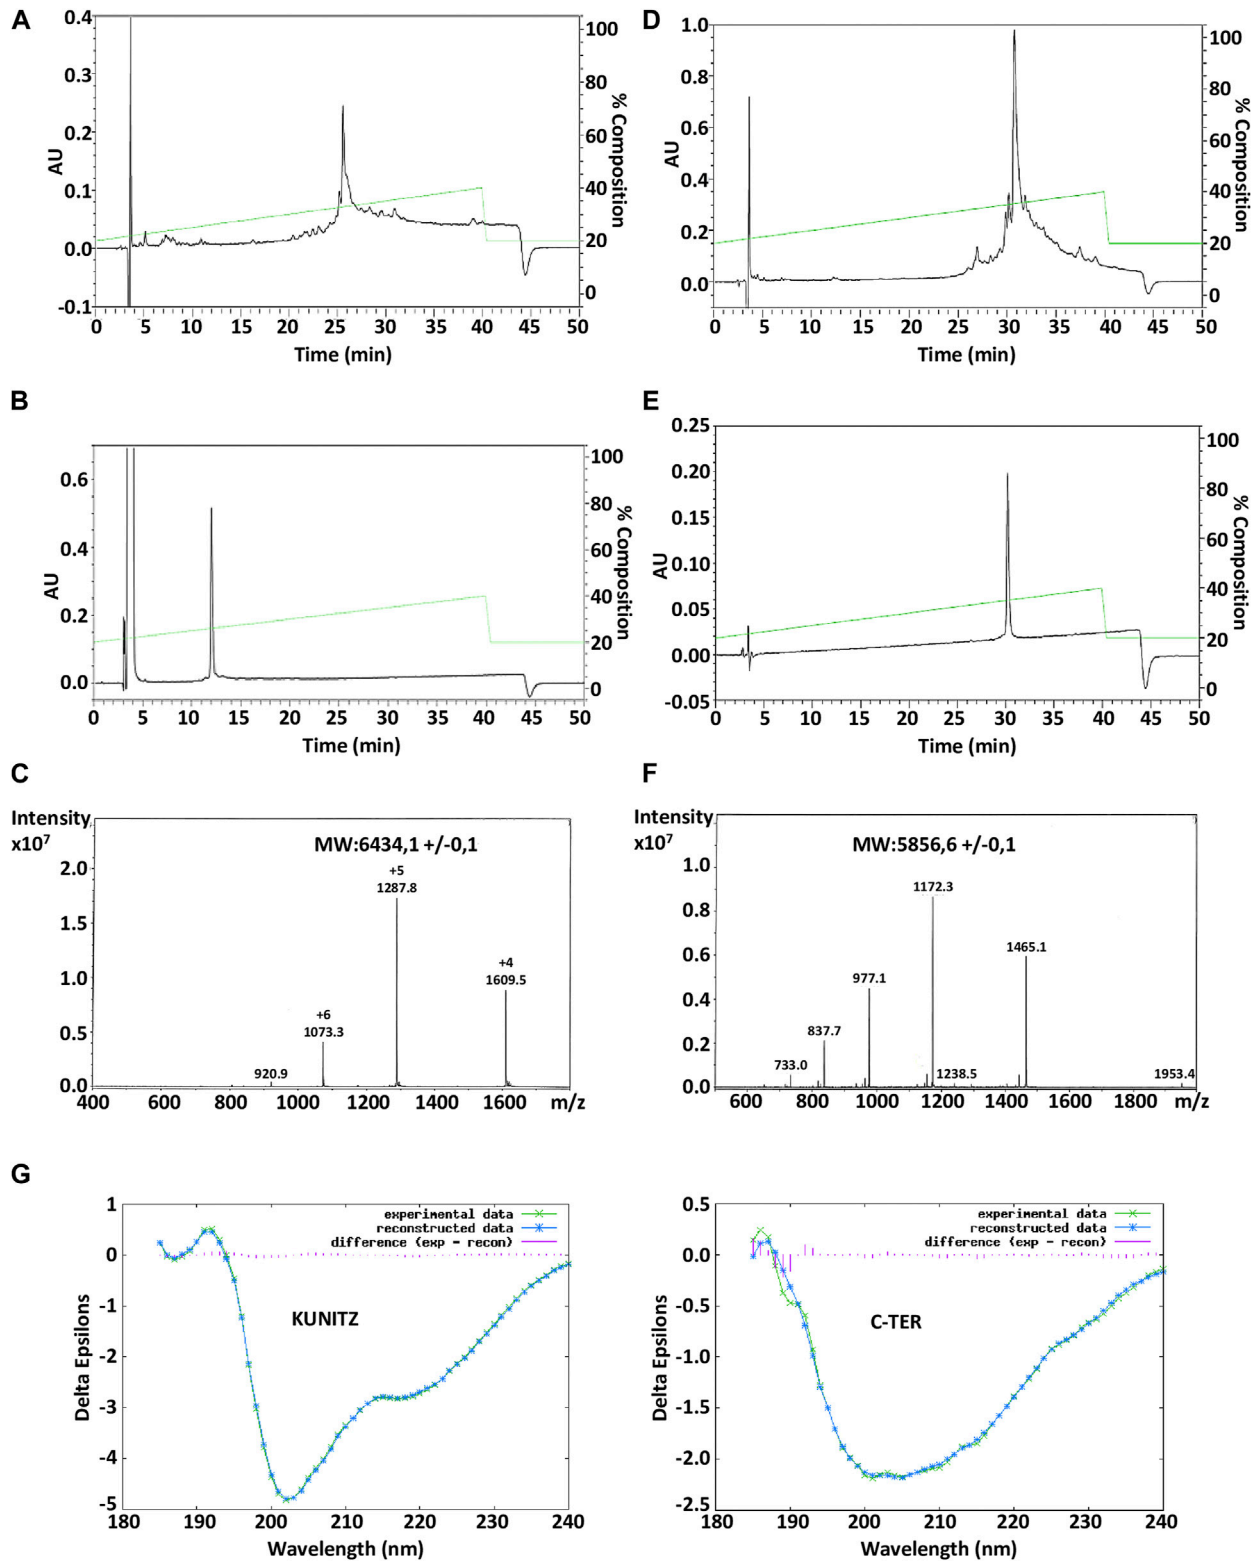 A
0.4
0.3
0.2
0.1
0.0
-0.1
AU
100
80
60
40
20
0
% Composition
0 5 10 15 20 25 30 35 40 45 50
Time (min)
D
1.0
0.8
0.6
0.4
0.2
0.0
AU
100
80
60
40
20
0
% Composition
0 5 10 15 20 25 30 35 40 45 50
Time (min)
B
0.6
0.4
0.2
0.0
AU
100
80
60
40
20
0
% Composition
0 5 10 15 20 25 30 35 40 45 50
Time (min)
E
0.25
0.20
0.15
0.10
0.05
0.00
-0.05
AU
100
80
60
40
20
0
% Composition
0 5 10 15 20 25 30 35 40 45 50
Time (min)
C
Intensity
x10⁷
MW:6434,1 +/-0,1
2.0
1.5
1.0
0.5
0.0
+5
1287.8
+4
1609.5
+6
1073.3
920.9
400 600 800 1000 1200 1400 1600 m/z
F
Intensity
x10⁷
MW:5856,6 +/-0,1
1.0
0.8
0.6
0.4
0.2
0.0
1172.3
1465.1
977.1
837.7
733.0
1238.5
1953.4
600 800 1000 1200 1400 1600 1800 m/z
G
1
0
-1
-2
-3
-4
-5
Delta Epsilons
experimental data
reconstructed data
difference (exp - recon)
KUNITZ
180 190 200 210 220 230 240
Wavelength (nm)
0.5
0.0
-0.5
-1.0
-1.5
-2.0
-2.5
Delta Epsilons
experimental data
reconstructed data
difference (exp - recon)
C-TER
180 190 200 210 220 230 240
Wavelength (nm)